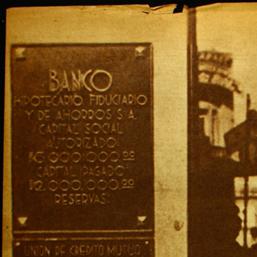 BANCO
HIPOTECARIO FIDUCIARIO
Y DE AHORROS S.A.
CAPITAL SOCIAL
AUTORIZADO:
CAPITAL PAGADO:
RESERVAS:
UNION DE CREDITO MUTUO